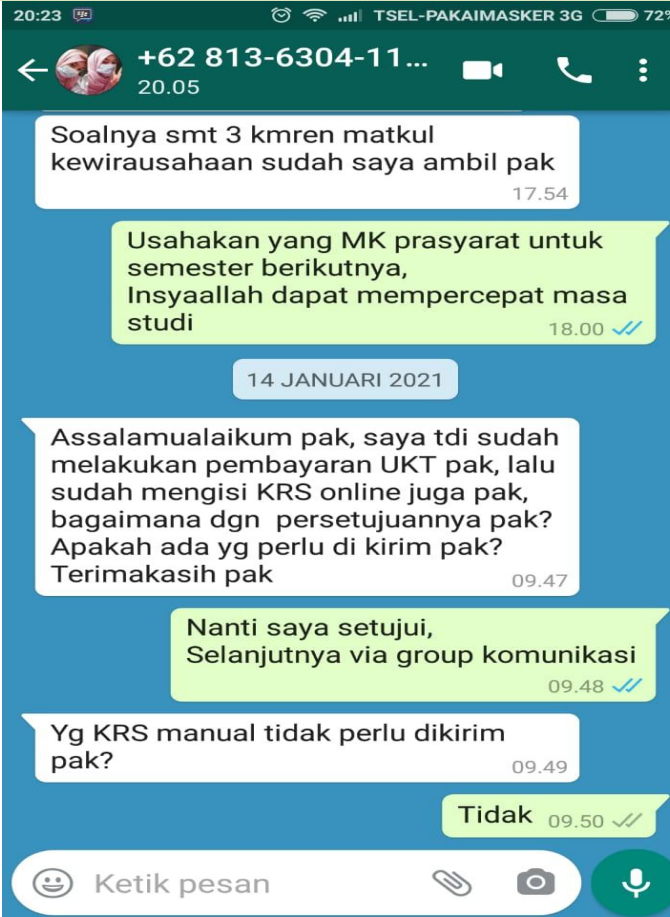 20:23 TSEL-PAKAIMASKER 3G 72%
+62 813-6304-11...
20.05
Soalnya smt 3 kmren matkul
kewirausahaan sudah saya ambil pak
17.54
Usahakan yang MK prasyarat untuk
semester berikutnya,
Insyaallah dapat mempercepat masa
studi
18.00
14 JANUARI 2021
Assalamualaikum pak, saya tdi sudah
melakukan pembayaran UKT pak, lalu
sudah mengisi KRS online juga pak,
bagaimana dgn persetujuannya pak?
Apakah ada yg perlu di kirim pak?
Terimakasih pak
09.47
Nanti saya setujui,
Selanjutnya via group komunikasi
09.48
Yg KRS manual tidak perlu dikirim
pak?
09.49
Tidak 09.50
Ketik pesan